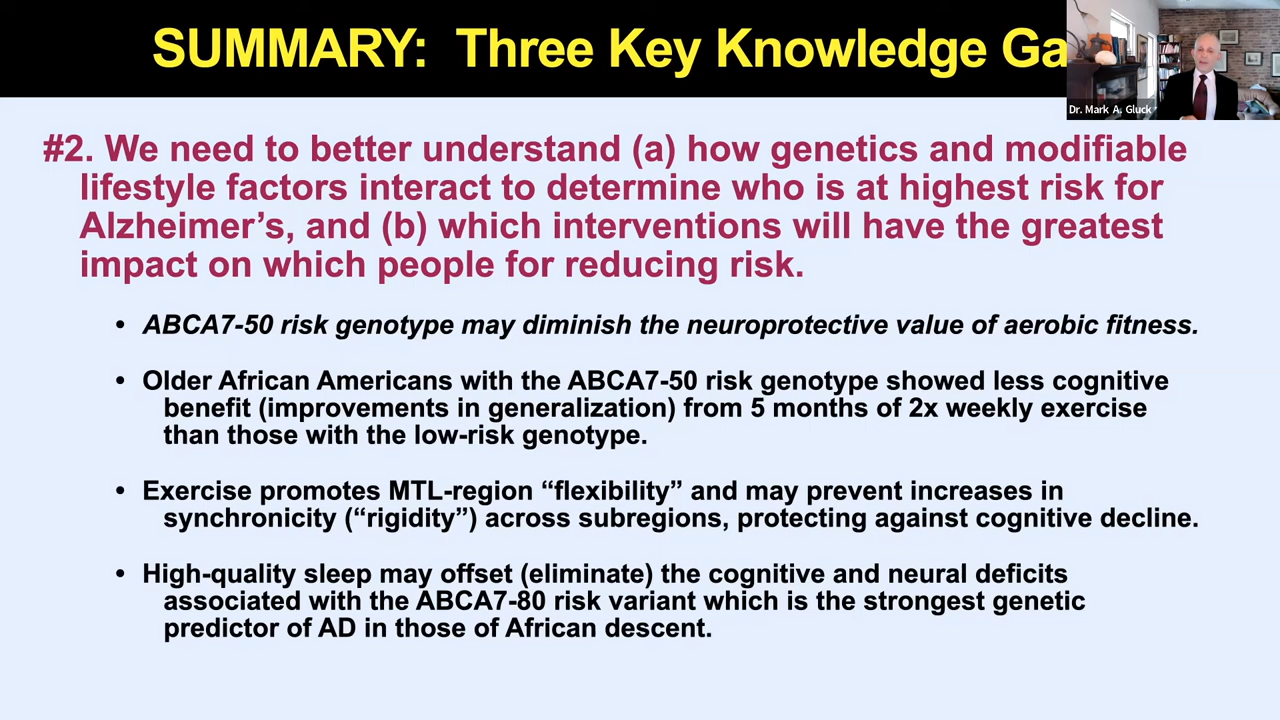 SUMMARY: Three Key Knowledge Ga
Dr. Mark A. Gluck
#2. We need to better understand (a) how genetics and modifiable
lifestyle factors interact to determine who is at highest risk for
Alzheimer’s, and (b) which interventions will have the greatest
impact on which people for reducing risk.
• ABCA7-50 risk genotype may diminish the neuroprotective value of aerobic fitness.
• Older African Americans with the ABCA7-50 risk genotype showed less cognitive
benefit (improvements in generalization) from 5 months of 2x weekly exercise
than those with the low-risk genotype.
• Exercise promotes MTL-region “flexibility” and may prevent increases in
synchronicity (“rigidity”) across subregions, protecting against cognitive decline.
• High-quality sleep may offset (eliminate) the cognitive and neural deficits
associated with the ABCA7-80 risk variant which is the strongest genetic
predictor of AD in those of African descent.